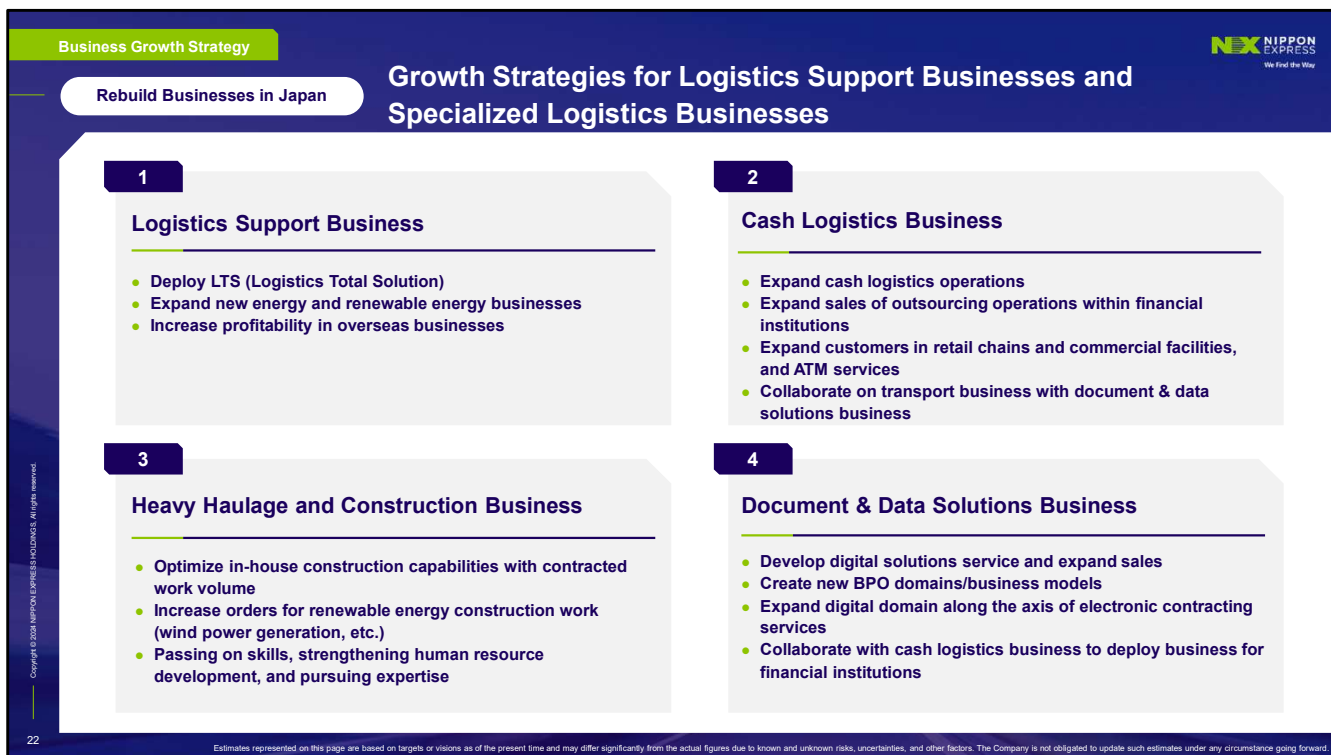 Business Growth Strategy
NEX NIPPON
EXPRESS
We Find the Way
Rebuild Businesses in Japan
Growth Strategies for Logistics Support Businesses and
Specialized Logistics Businesses
1
Logistics Support Business
● Deploy LTS (Logistics Total Solution)
● Expand new energy and renewable energy businesses
● Increase profitability in overseas businesses
2
Cash Logistics Business
● Expand cash logistics operations
● Expand sales of outsourcing operations within financial
institutions
● Expand customers in retail chains and commercial facilities,
and ATM services
● Collaborate on transport business with document & data
solutions business
3
Heavy Haulage and Construction Business
● Optimize in-house construction capabilities with contracted
work volume
● Increase orders for renewable energy construction work
(wind power generation, etc.)
● Passing on skills, strengthening human resource
development, and pursuing expertise
4
Document & Data Solutions Business
● Develop digital solutions service and expand sales
● Create new BPO domains/business models
● Expand digital domain along the axis of electronic contracting
services
● Collaborate with cash logistics business to deploy business for
financial institutions
Copyright © 2024 NIPPON EXPRESS HOLDINGS, All rights reserved.
22
Estimates represented on this page are based on targets or visions as of the present time and may differ significantly from the actual figures due to known and unknown risks, uncertainties, and other factors. The Company is not obligated to update such estimates under any circumstance going forward.